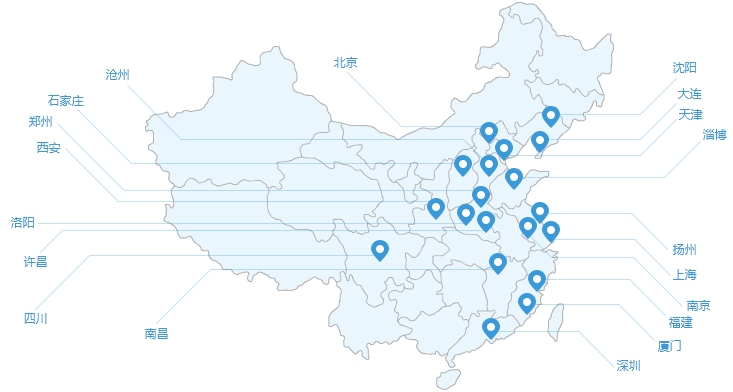 北京
沧州
石家庄
郑州
西安
洛阳
许昌
四川
南昌
沈阳
大连
天津
淄博
扬州
上海
南京
福建
厦门
深圳